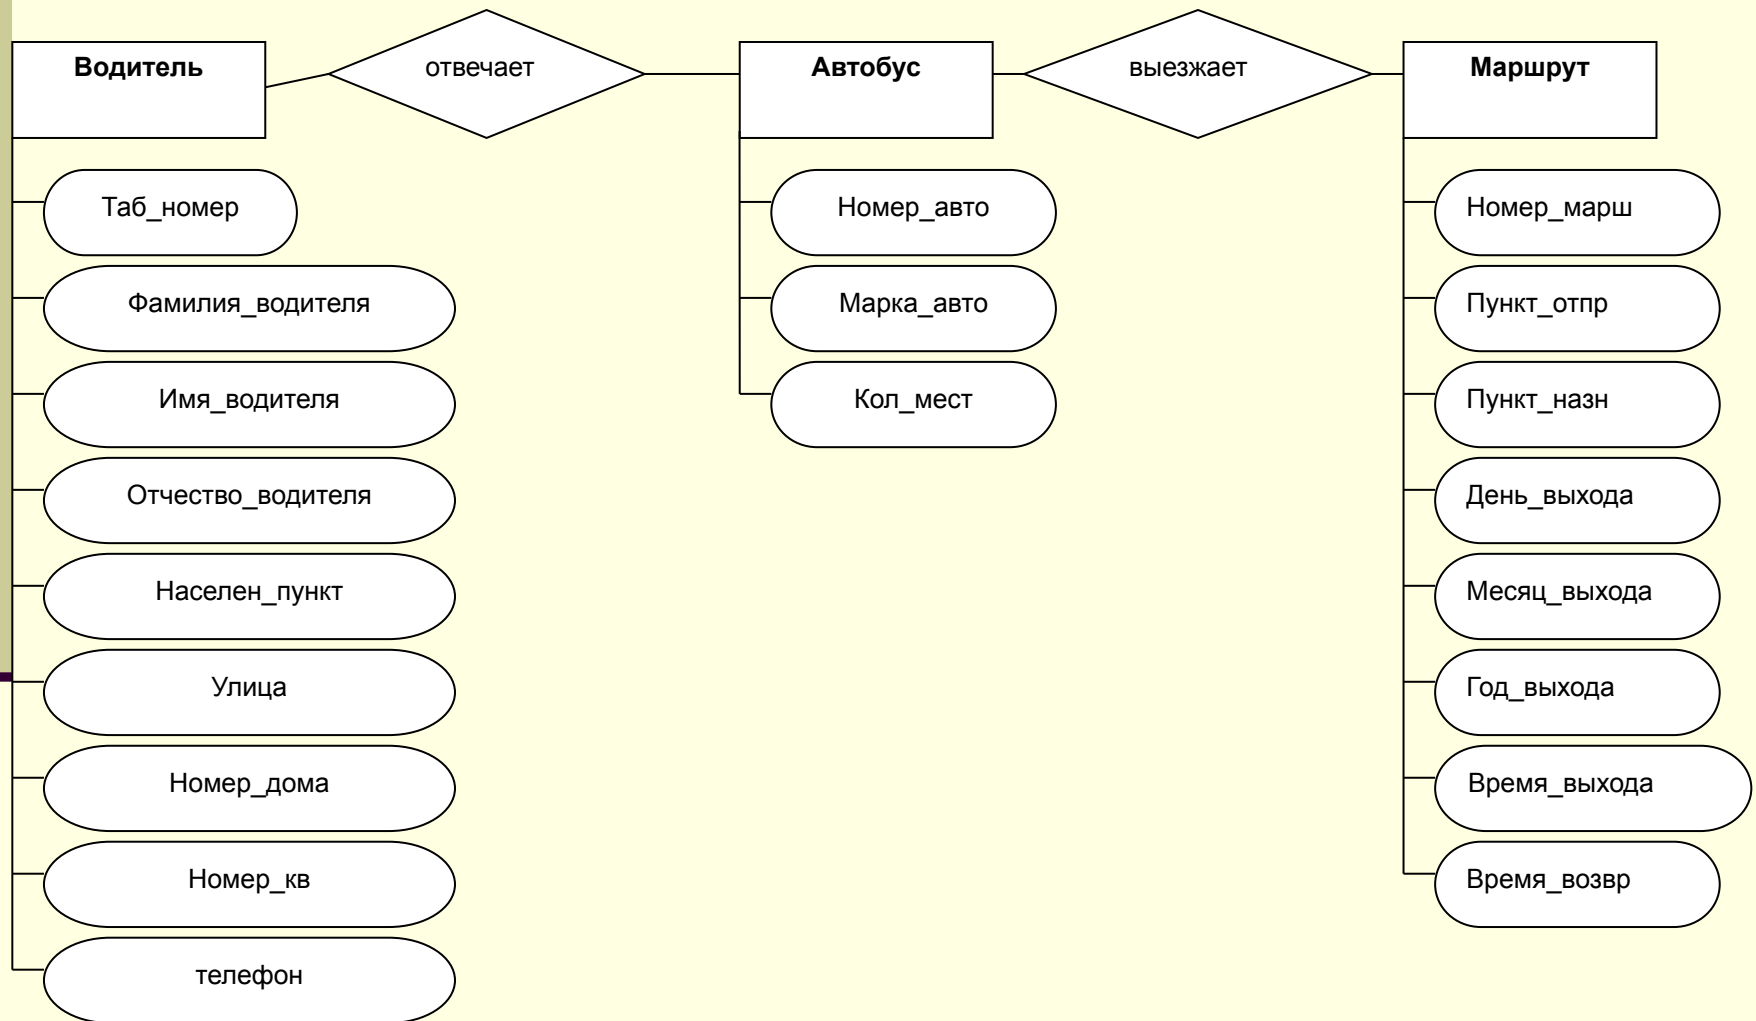 Водитель
отвечает
Автобус
выезжает
Маршрут
Таб_номер
Фамилия_водителя
Имя_водителя
Отчество_водителя
Населен_пункт
Улица
Номер_дома
Номер_кв
телефон
Номер_авто
Марка_авто
Кол_мест
Номер_марш
Пункт_отпр
Пункт_назн
День_выхода
Месяц_выхода
Год_выхода
Время_выхода
Время_возвр